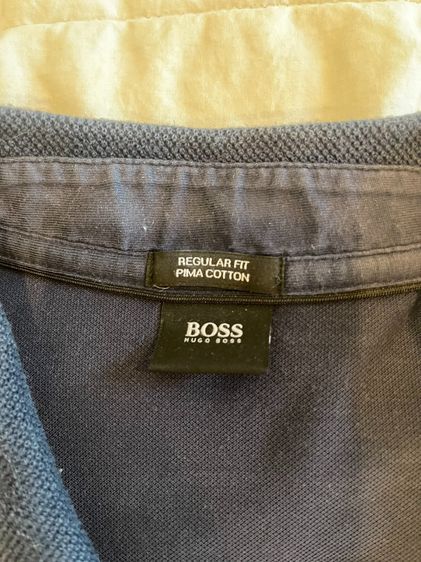 REGULAR FIT
PIMA COTTON
BOSS
HUGO BOSS